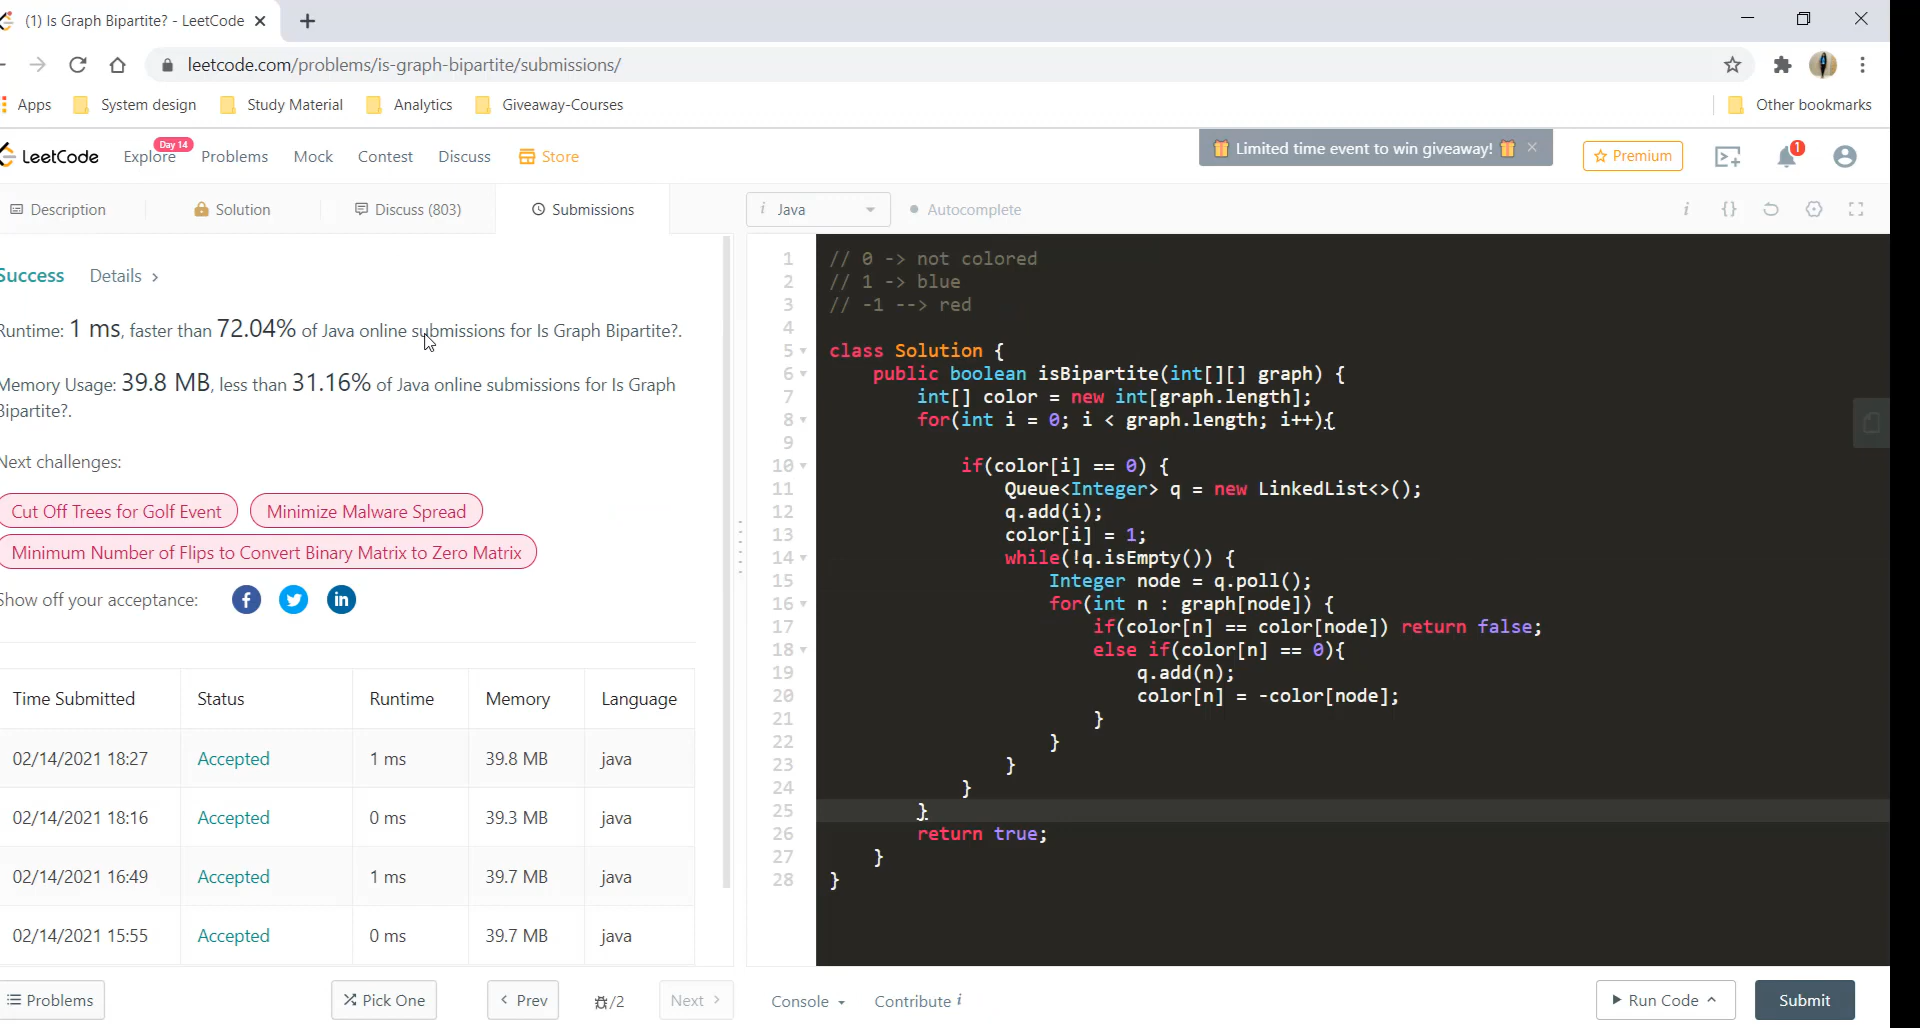 (1) Is Graph Bipartite? - LeetCode
leetcode.com/problems/is-graph-bipartite/submissions/
Apps System design Study Material Analytics Giveaway-Courses Other bookmarks
LeetCode Explore Day 14 Problems Mock Contest Discuss Store Limited time event to win giveaway! Premium 1
Description Solution Discuss (803) Submissions i Java Autocomplete i {}
Success Details >
Runtime: 1 ms, faster than 72.04% of Java online submissions for Is Graph Bipartite?.
Memory Usage: 39.8 MB, less than 31.16% of Java online submissions for Is Graph
Bipartite?.
Next challenges:
Cut Off Trees for Golf Event Minimize Malware Spread
Minimum Number of Flips to Convert Binary Matrix to Zero Matrix
Show off your acceptance: f in
Time Submitted Status Runtime Memory Language
02/14/2021 18:27 Accepted 1 ms 39.8 MB java
02/14/2021 18:16 Accepted 0 ms 39.3 MB java
02/14/2021 16:49 Accepted 1 ms 39.7 MB java
02/14/2021 15:55 Accepted 0 ms 39.7 MB java
1 // 0 -> not colored
2 // 1 -> blue
3 // -1 --> red
4
5 class Solution {
6 public boolean isBipartite(int[][] graph) {
7 int[] color = new int[graph.length];
8 for(int i = 0; i < graph.length; i++){
9
10 if(color[i] == 0) {
11 Queue<Integer> q = new LinkedList<>();
12 q.add(i);
13 color[i] = 1;
14 while(!q.isEmpty()) {
15 Integer node = q.poll();
16 for(int n : graph[node]) {
17 if(color[n] == color[node]) return false;
18 else if(color[n] == 0){
19 q.add(n);
20 color[n] = -color[node];
21 }
22 }
23 }
24 }
25 }
26 return true;
27 }
28 }
Problems Pick One < Prev /2 Next > Console Contribute i Run Code Submit